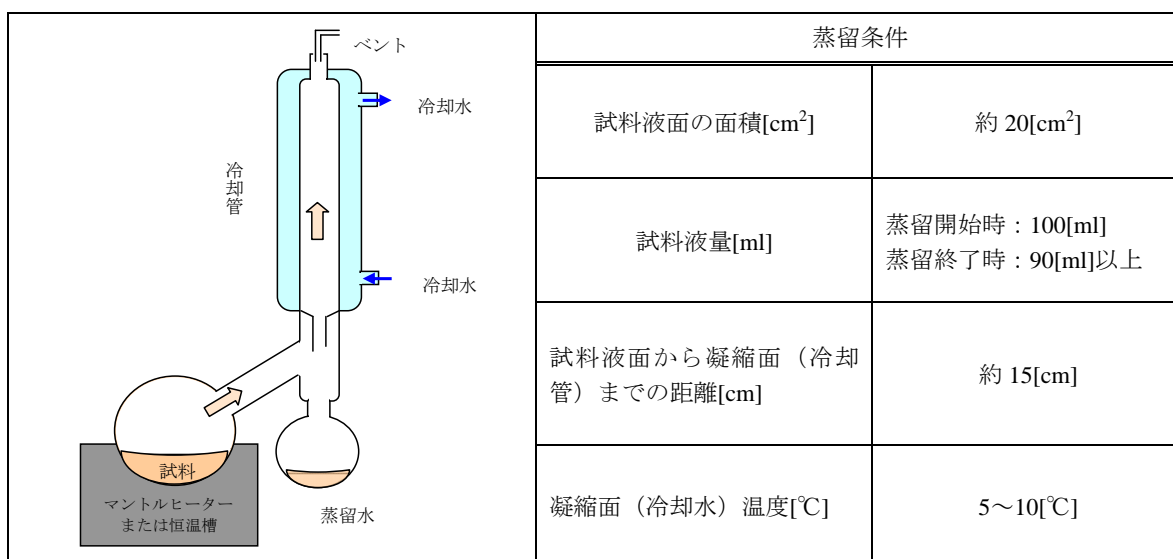 ベント
冷却水
冷却管
冷却水
試料
マントルヒーター
または恒温槽
蒸留水
蒸留条件
試料液面の面積[cm²]
約 20[cm²]
試料液量[ml]
蒸留開始時：100[ml]
蒸留終了時：90[ml]以上
試料液面から凝縮面（冷却
管）までの距離[cm]
約 15[cm]
凝縮面（冷却水）温度[℃]
5～10[℃]